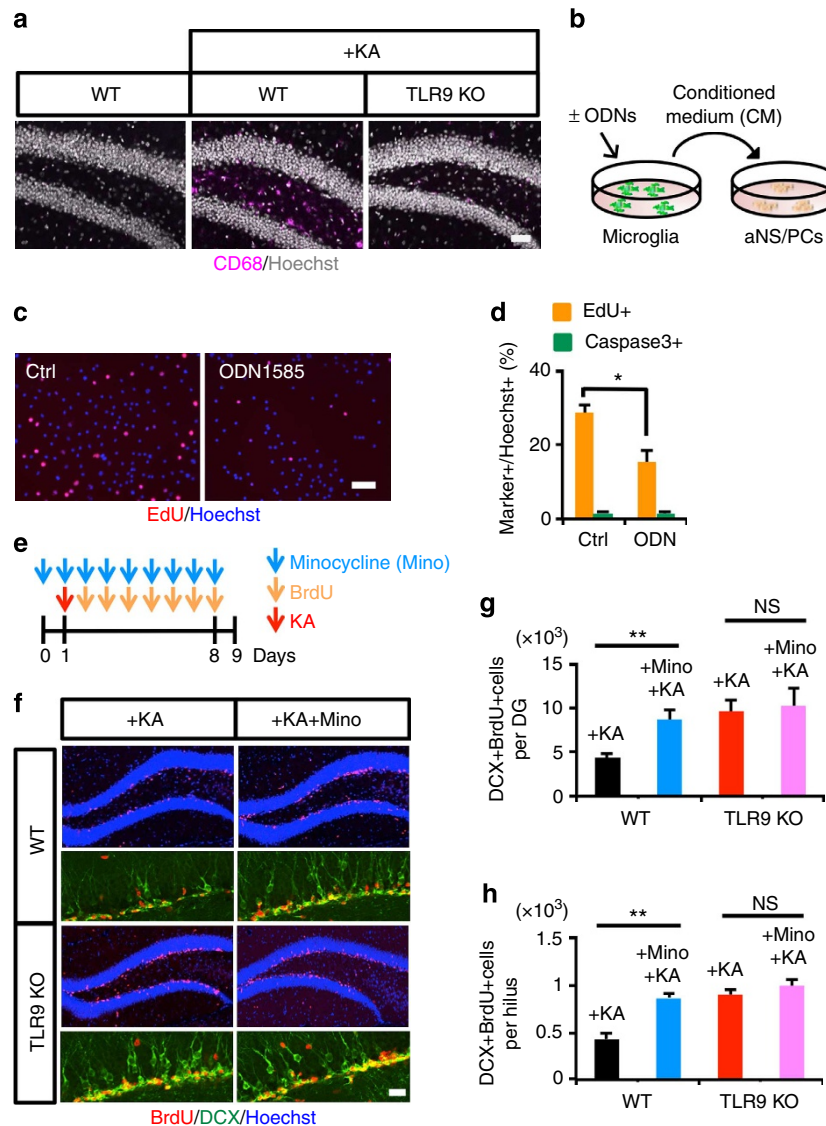 a
+KA
WT
WT
TLR9 KO
CD68/Hoechst
b
± ODNs
Conditioned
medium (CM)
Microglia
aNS/PCs
c
Ctrl
ODN1585
EdU/Hoechst
d
EdU+
Caspase3+
Marker+/Hoechst+ (%)
40
20
0
*
Ctrl
ODN
e
Minocycline (Mino)
BrdU
KA
0 1 8 9 Days
f
+KA
+KA+Mino
WT
TLR9 KO
BrdU/DCX/Hoechst
g
(×10³)
DCX+BrdU+cells
per DG
15
10
5
0
**
NS
+KA
+Mino
+KA
+KA
+Mino
+KA
WT
TLR9 KO
h
(×10³)
DCX+BrdU+cells
per hilus
1.5
1
0.5
0
**
NS
+KA
+Mino
+KA
+KA
+Mino
+KA
WT
TLR9 KO